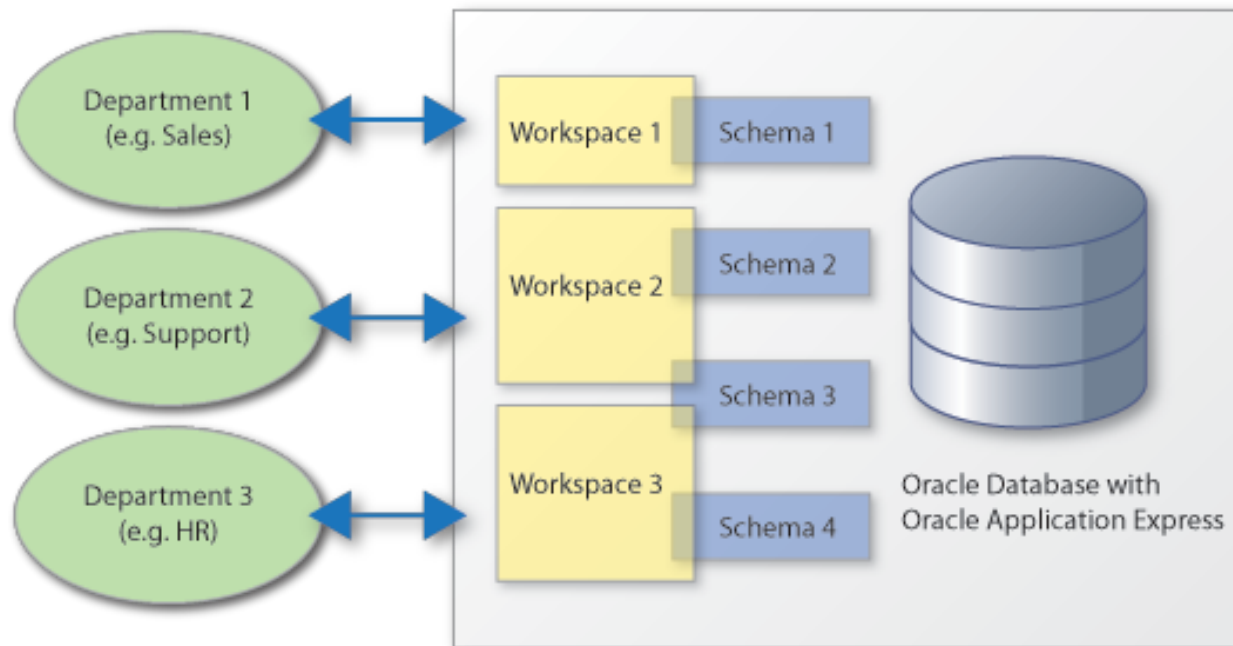 Department 1
(e.g. Sales)
Workspace 1
Schema 1
Department 2
(e.g. Support)
Workspace 2
Schema 2
Schema 3
Department 3
(e.g. HR)
Workspace 3
Schema 4
Oracle Database with
Oracle Application Express